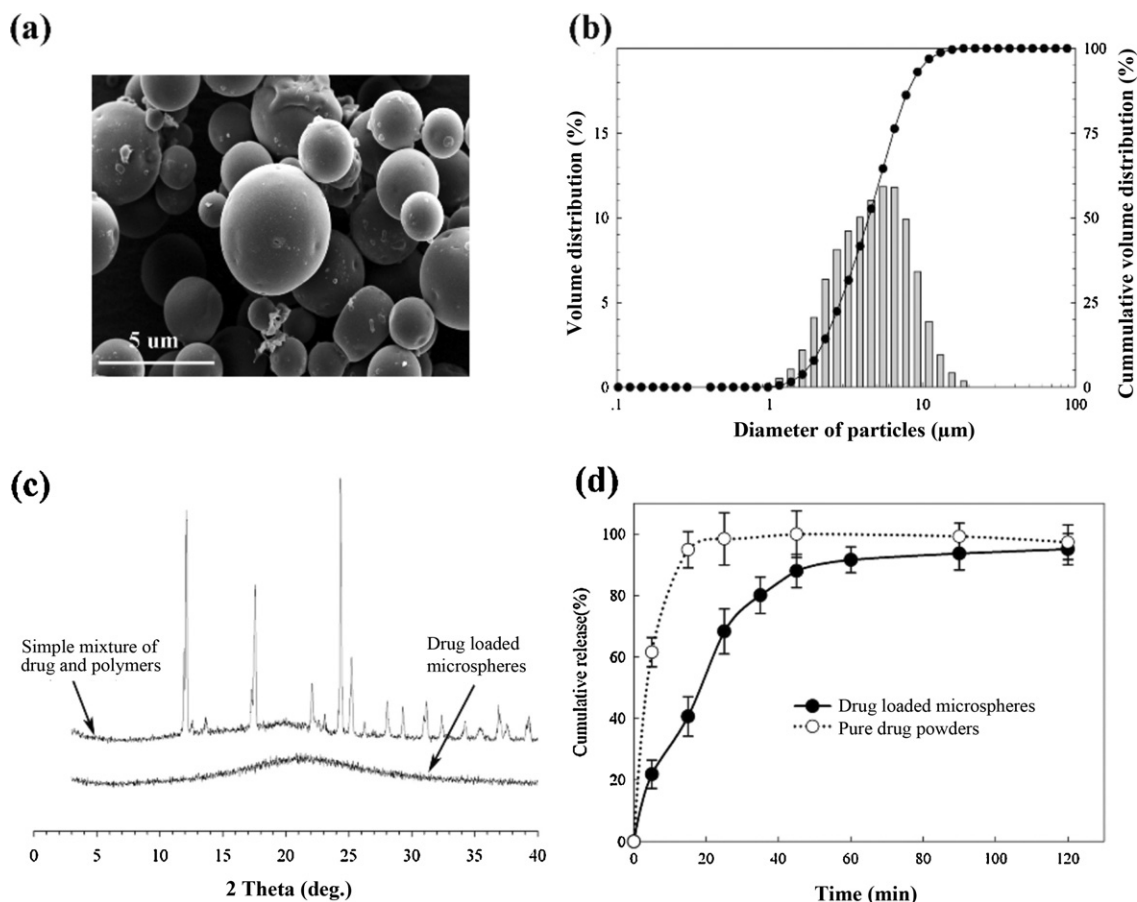 (a)
5 um
(b)
Volume distribution (%)
0
5
10
15
Cummulative volume distribution (%)
0
25
50
75
100
.1
1
10
100
Diameter of particles (µm)
(c)
Simple mixture of
drug and polymers
Drug loaded
microspheres
0
5
10
15
20
25
30
35
40
2 Theta (deg.)
(d)
Cumulative release(%)
0
20
40
60
80
100
Drug loaded microspheres
Pure drug powders
0
20
40
60
80
100
120
Time (min)